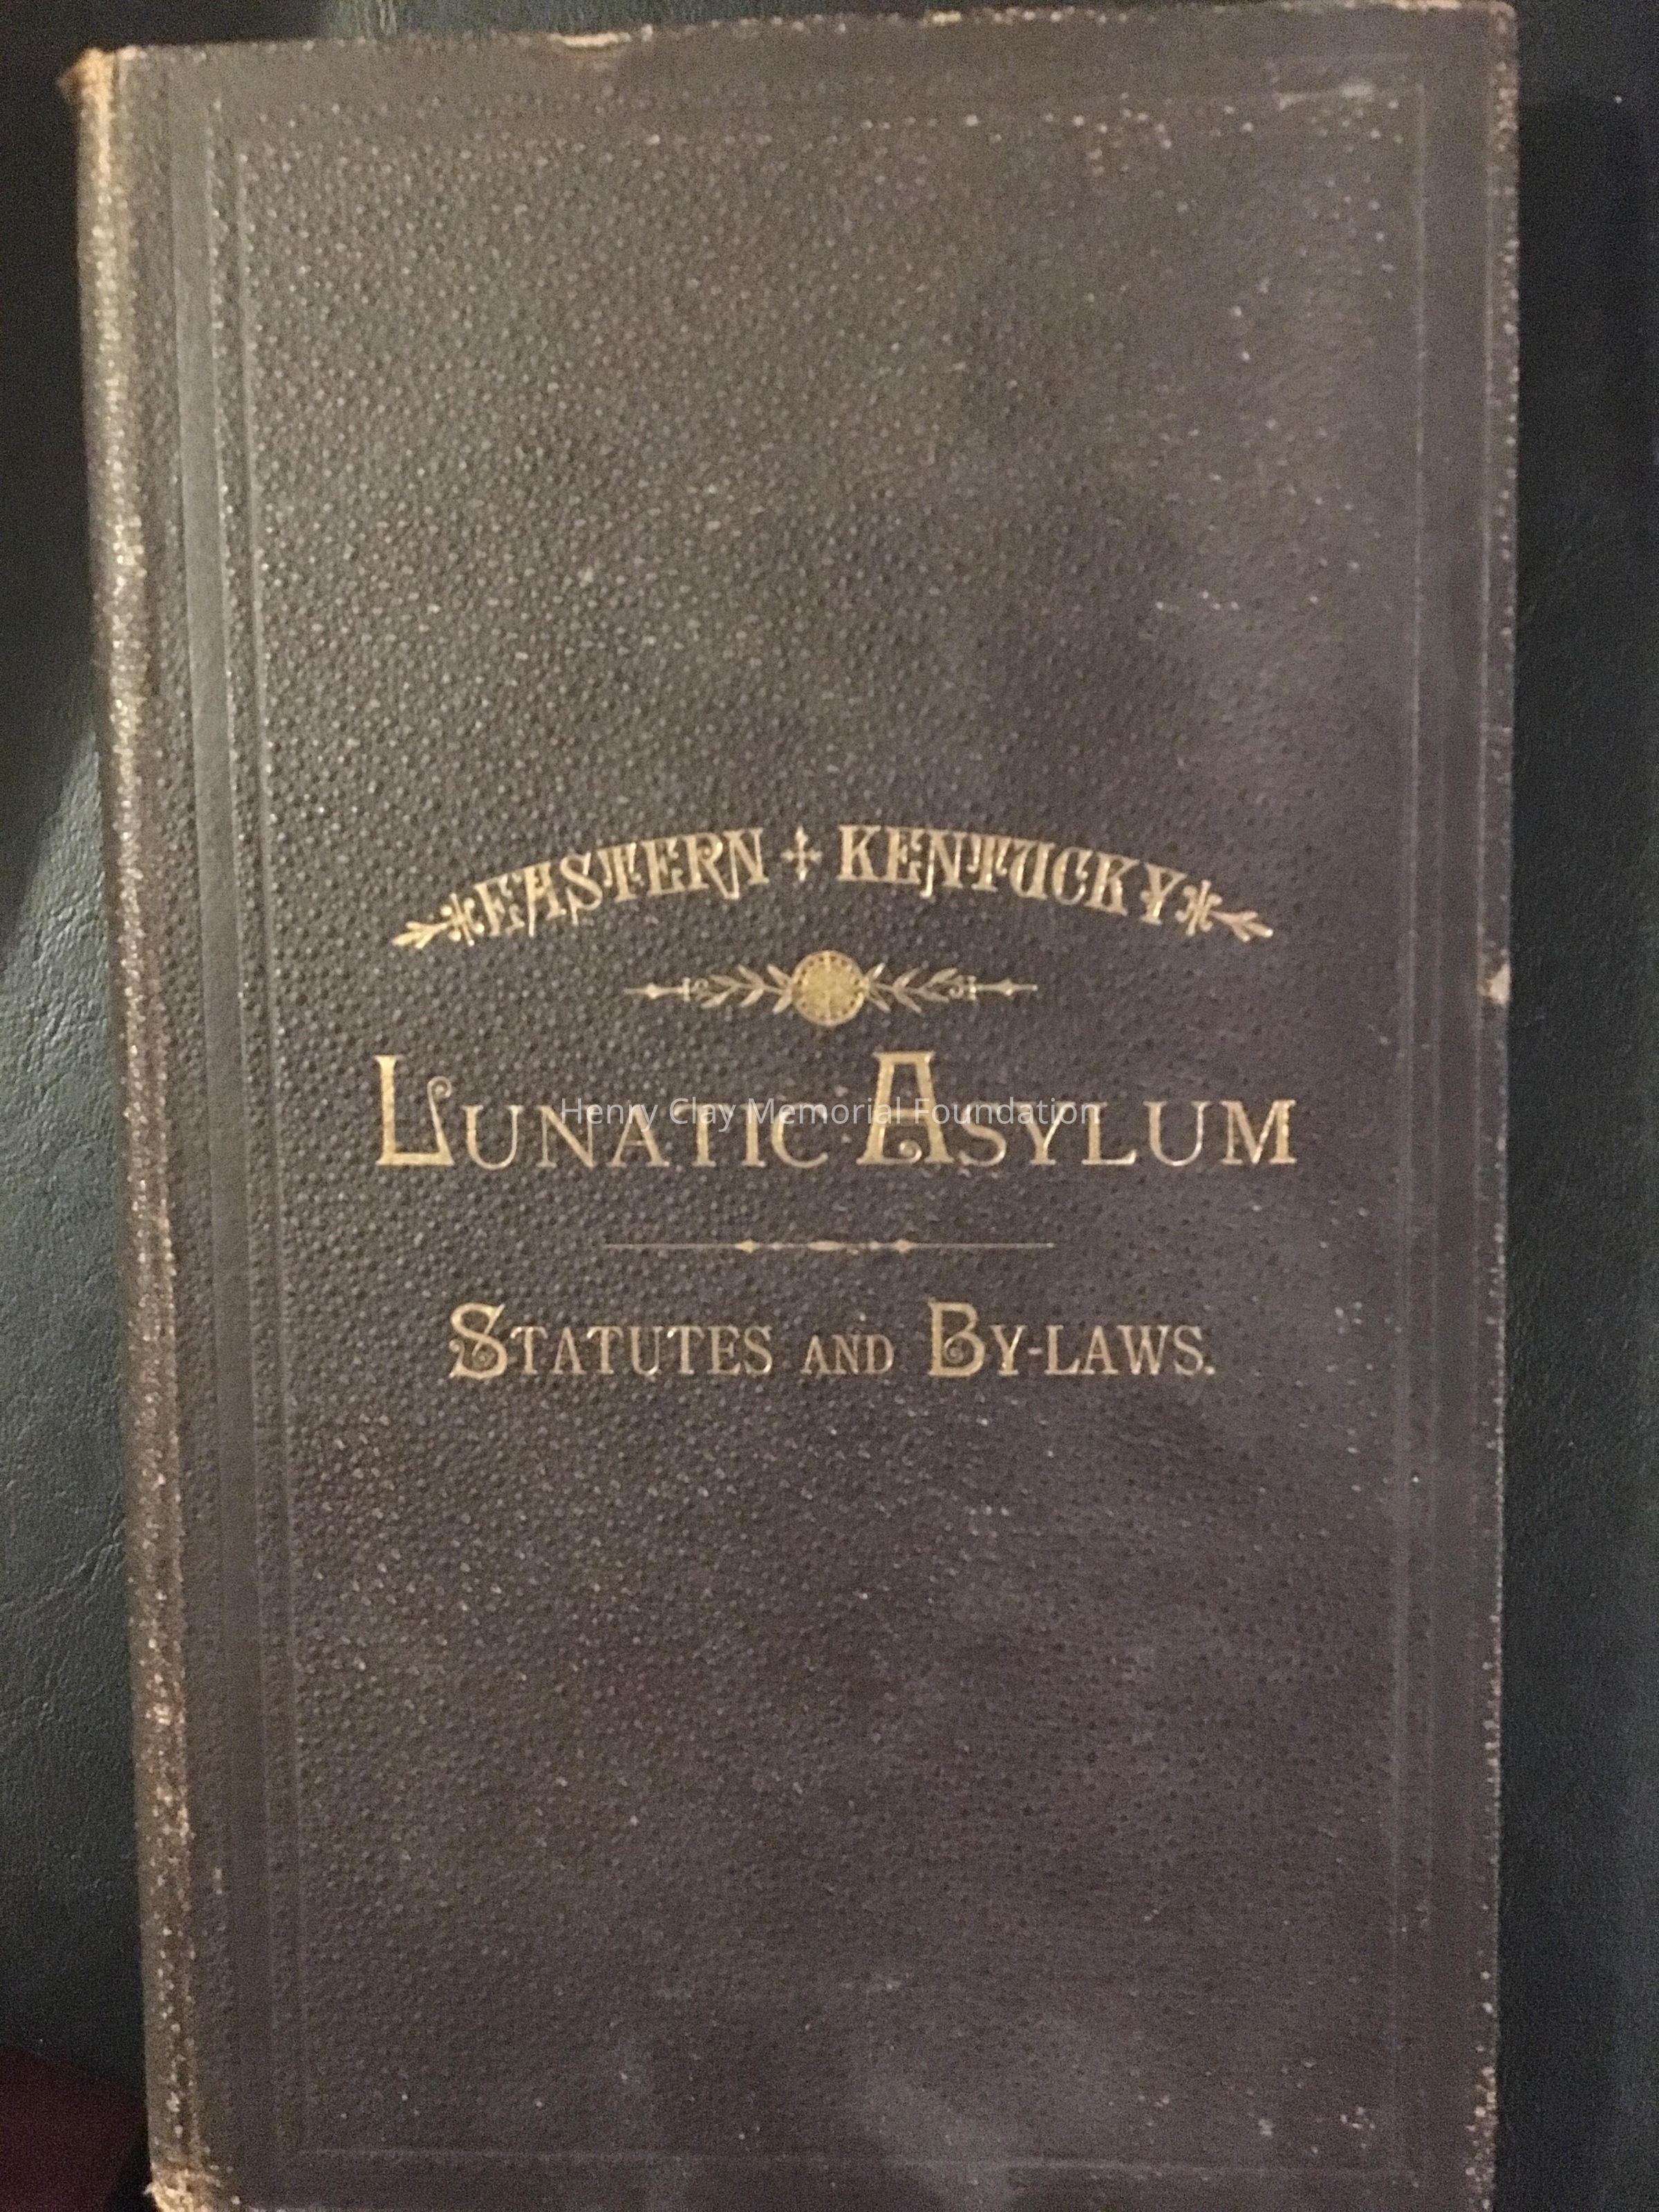 EASTERN KENTUCKY
LUNATIC ASYLUM
Henry Clay Memorial Foundation
STATUTES AND BY-LAWS.